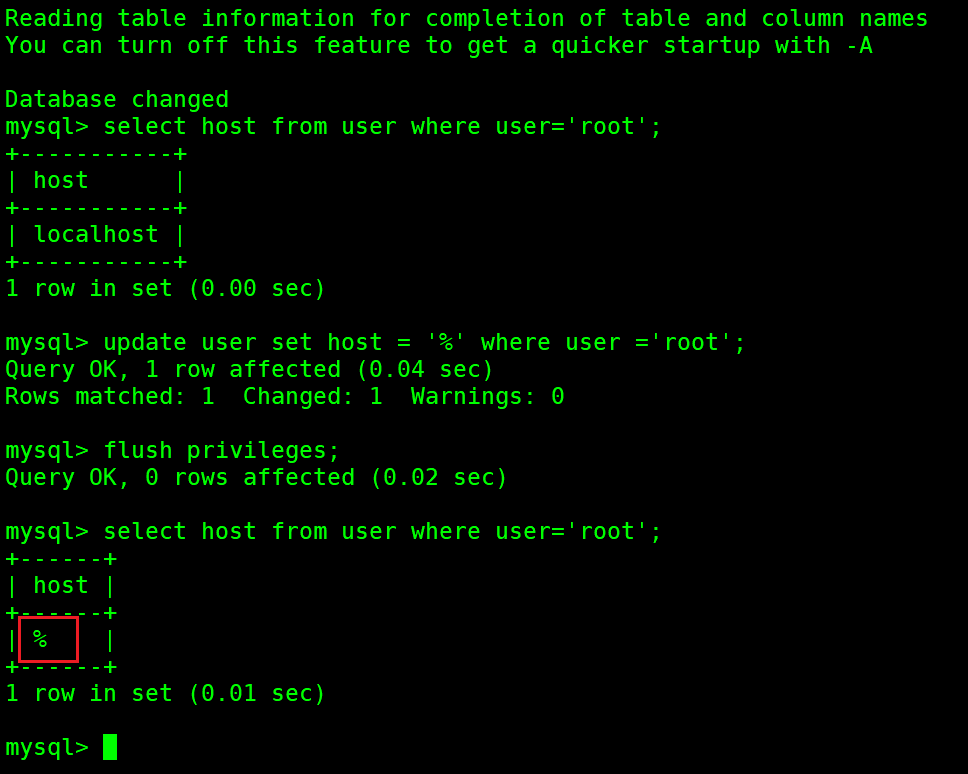 Reading table information for completion of table and column names
You can turn off this feature to get a quicker startup with -A
Database changed
mysql> select host from user where user='root';
+-----------+
| host      |
+-----------+
| localhost |
+-----------+
1 row in set (0.00 sec)
mysql> update user set host = '%' where user ='root';
Query OK, 1 row affected (0.04 sec)
Rows matched: 1  Changed: 1  Warnings: 0
mysql> flush privileges;
Query OK, 0 rows affected (0.02 sec)
mysql> select host from user where user='root';
+------+
| host |
+------+
| %    |
+------+
1 row in set (0.01 sec)
mysql>